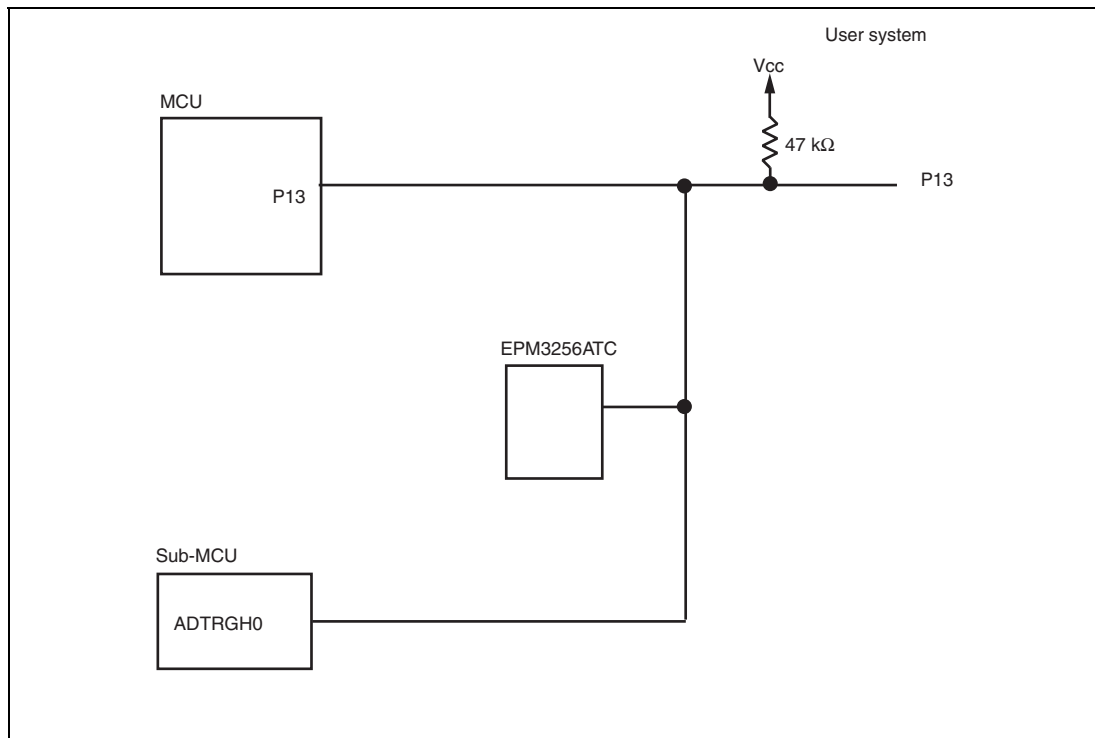 User system
Vcc
MCU
47 kΩ
P13
P13
EPM3256ATC
Sub-MCU
ADTRGH0